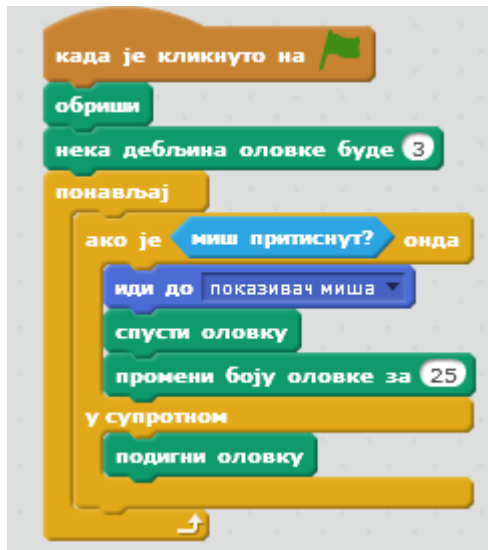 када је кликнуто на
обриши
нека дебљина оловке буде 3
понављај
ако је миш притиснут? онда
иди до показивач миша
спусти оловку
промени боју оловке за 25
у супротном
подигни оловку